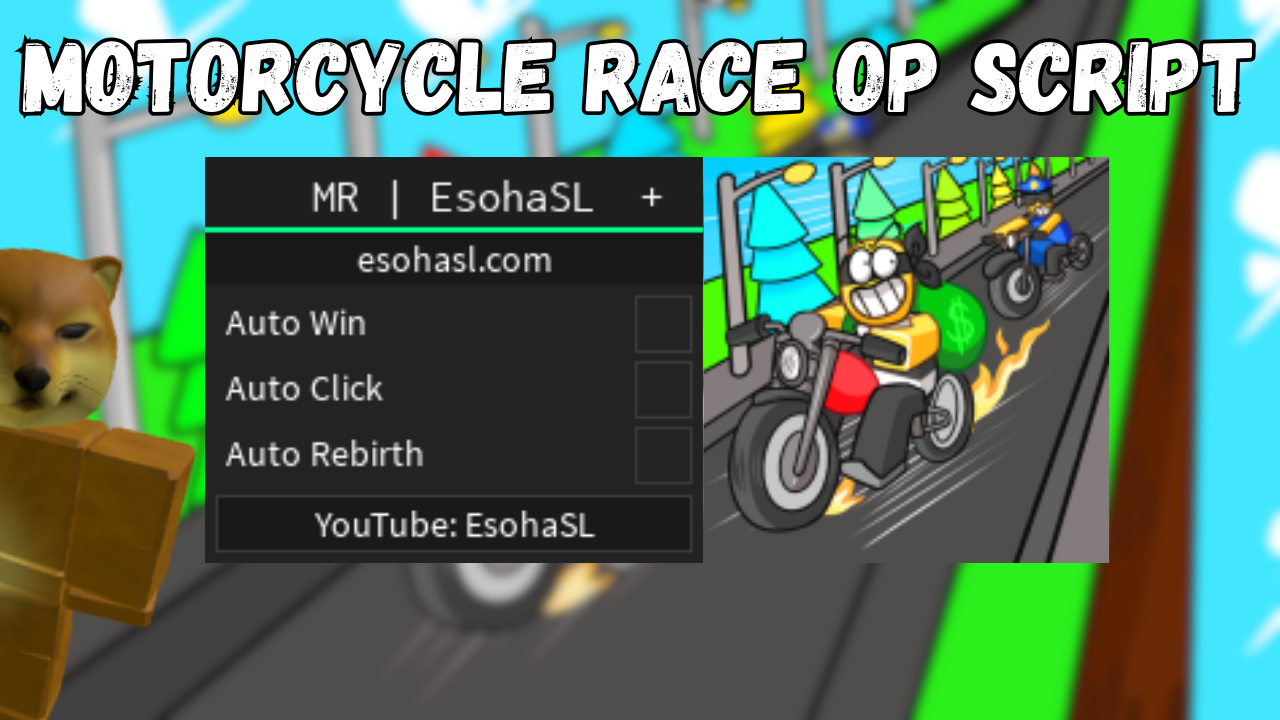 MOTORCYCLE RACE OP SCRIPT
MR | EsohaSL +
esohasl.com
Auto Win
Auto Click
Auto Rebirth
YouTube: EsohaSL
$